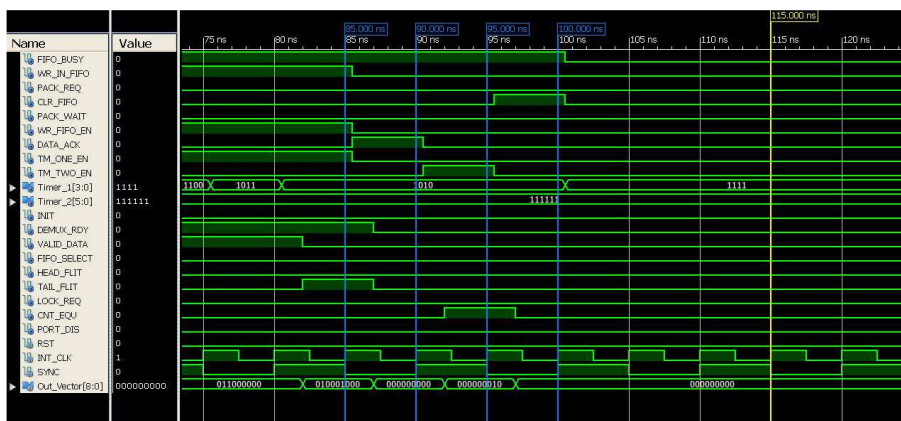 115.000 ns
85.000 ns 90.000 ns 95.000 ns 100.000 ns
Name Value 75 ns 80 ns 85 ns 90 ns 95 ns 100 ns 105 ns 110 ns 115 ns 120 ns
FIFO_BUSY 0
WR_IN_FIFO 0
PACK_REQ 0
CLR_FIFO 0
PACK_WAIT 0
WR_FIFO_EN 0
DATA_ACK 0
TM_ONE_EN 0
TM_TWO_EN 0
Timer_1[3:0] 1111 1100 1011 1010 1111
Timer_2[5:0] 111111 111111
INIT 0
DEMUX_RDY 0
VALID_DATA 0
FIFO_SELECT 0
HEAD_FLIT 0
TAIL_FLIT 0
LOCK_REQ 0
CNT_EQU 0
PORT_DIS 0
RST 0
INT_CLK 1
SYNC 0
Out_Vector[8:0] 000000000 011000000 010001000 000000000 000000010 000000000